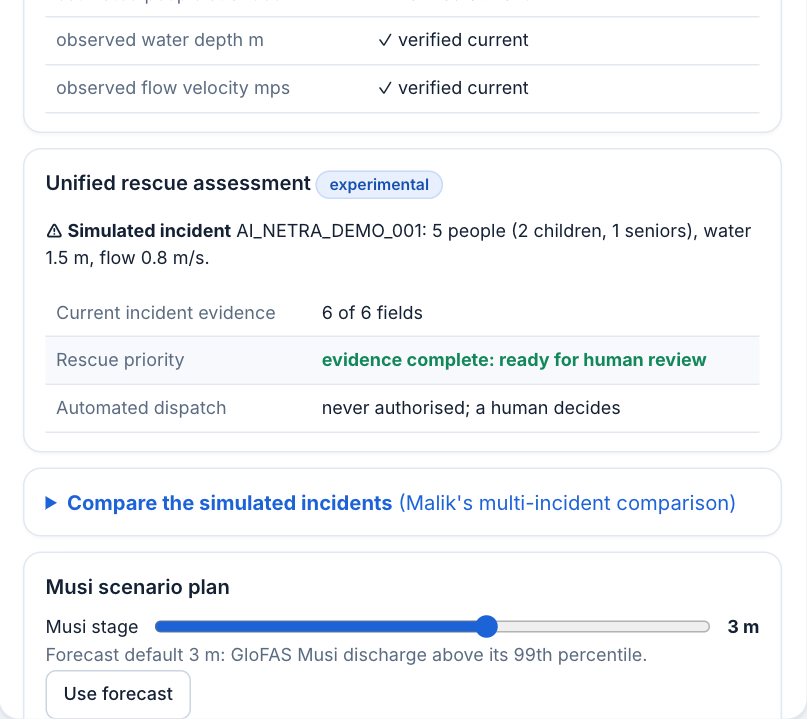 observed water depth m ✓ verified current
observed flow velocity mps ✓ verified current
Unified rescue assessment experimental
⚠ Simulated incident AI_NETRA_DEMO_001: 5 people (2 children, 1 seniors), water
1.5 m, flow 0.8 m/s.
Current incident evidence 6 of 6 fields
Rescue priority evidence complete: ready for human review
Automated dispatch never authorised; a human decides
▶ Compare the simulated incidents (Malik's multi-incident comparison)
Musi scenario plan
Musi stage 3 m
Forecast default 3 m: GloFAS Musi discharge above its 99th percentile.
Use forecast